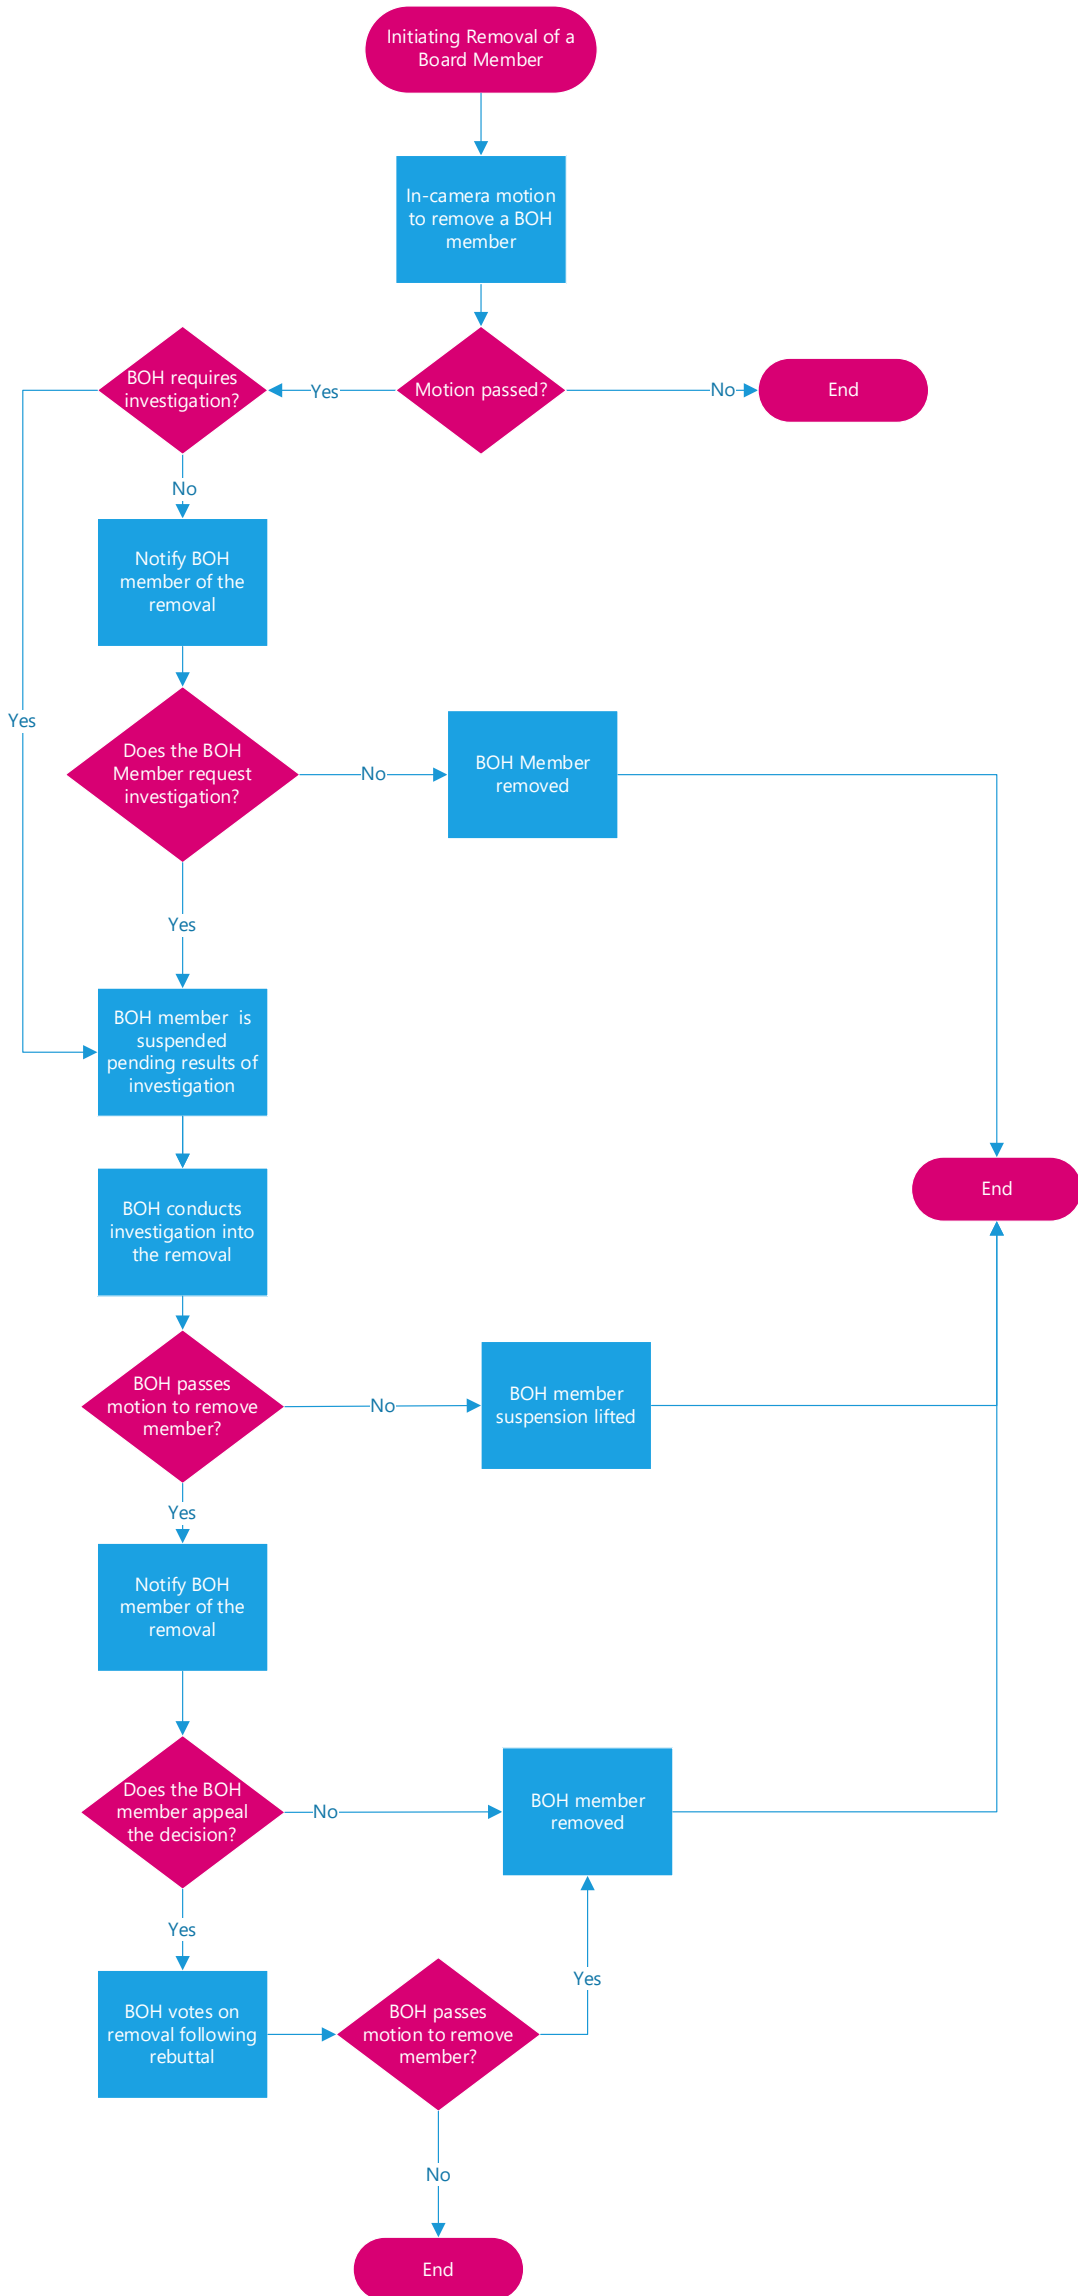 Initiating Removal of a
Board Member
In-camera motion
to remove a BOH
member
BOH requires
investigation?
Yes
Motion passed?
No
End
No
Notify BOH
member of the
removal
Yes
Does the BOH
Member request
investigation?
No
BOH Member
removed
Yes
BOH member is
suspended
pending results of
investigation
End
BOH conducts
investigation into
the removal
BOH passes
motion to remove
member?
No
BOH member
suspension lifted
Yes
Notify BOH
member of the
removal
Does the BOH
member appeal
the decision?
No
BOH member
removed
Yes
Yes
BOH votes on
removal following
rebuttal
BOH passes
motion to remove
member?
No
End